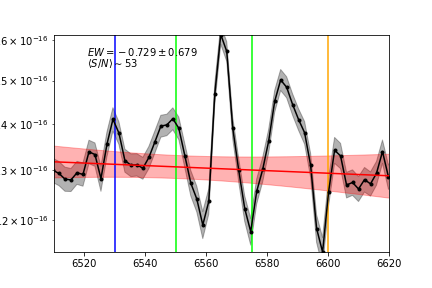 EW = −0.729 ± 0.679
⟨S/N⟩ ~ 53
6 × 10⁻¹⁶
5 × 10⁻¹⁶
4 × 10⁻¹⁶
3 × 10⁻¹⁶
2 × 10⁻¹⁶
6520 6540 6560 6580 6600 6620